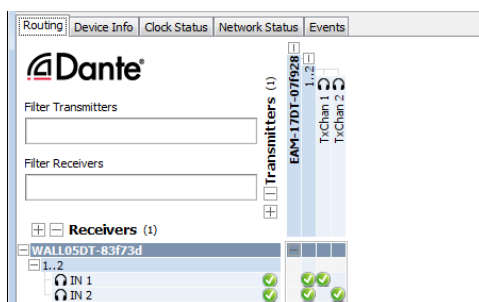 Routing Device Info Clock Status Network Status Events
Dante®
Filter Transmitters
Filter Receivers
Transmitters (1)
EAM-17DT-07f928
1..2
TxChan 1
TxChan 2
Receivers (1)
WALL05DT-83f73d
1..2
IN 1
IN 2